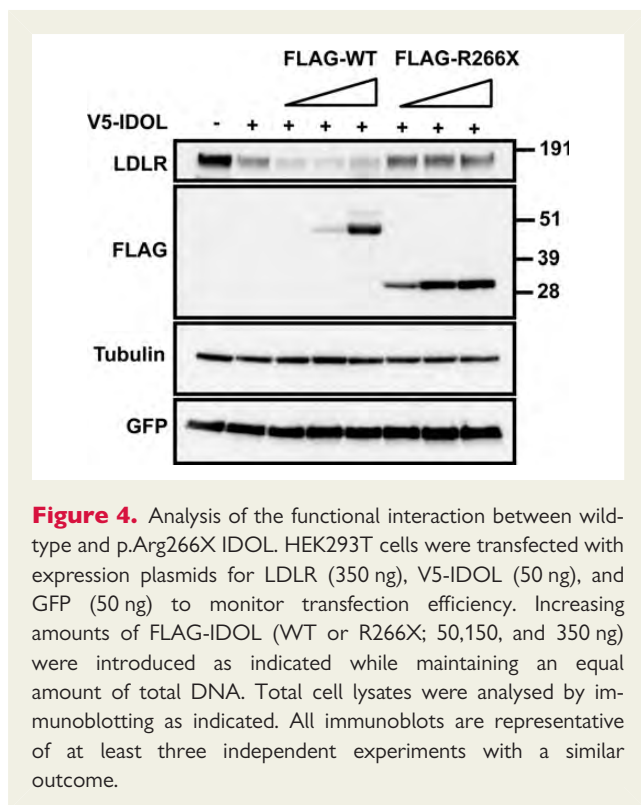 FLAG-WT FLAG-R266X
V5-IDOL - + + + + + + +
LDLR 191
FLAG 51
39
28
Tubulin
GFP
Figure 4. Analysis of the functional interaction between wild-
type and p.Arg266X IDOL. HEK293T cells were transfected with
expression plasmids for LDLR (350 ng), V5-IDOL (50 ng), and
GFP (50 ng) to monitor transfection efficiency. Increasing
amounts of FLAG-IDOL (WT or R266X; 50,150, and 350 ng)
were introduced as indicated while maintaining an equal
amount of total DNA. Total cell lysates were analysed by im-
munoblotting as indicated. All immunoblots are representative
of at least three independent experiments with a similar
outcome.